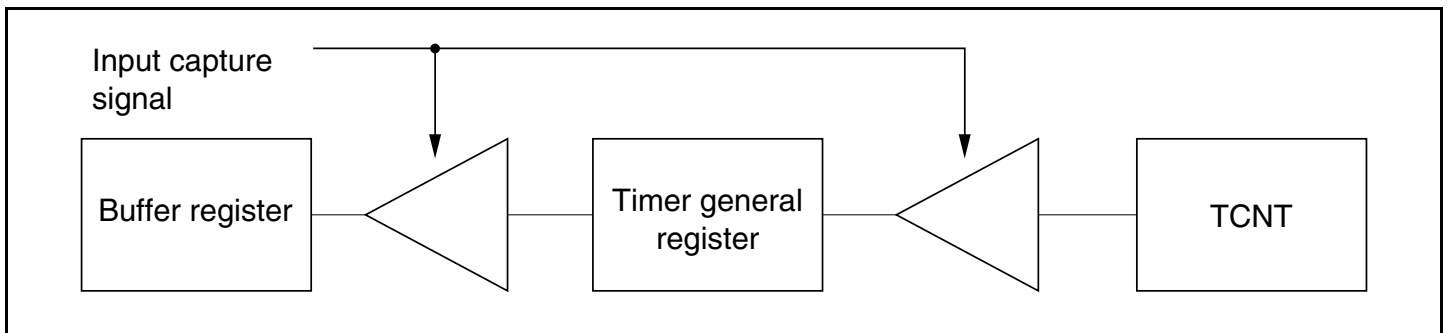 Input capture
signal
Buffer register
Timer general
register
TCNT